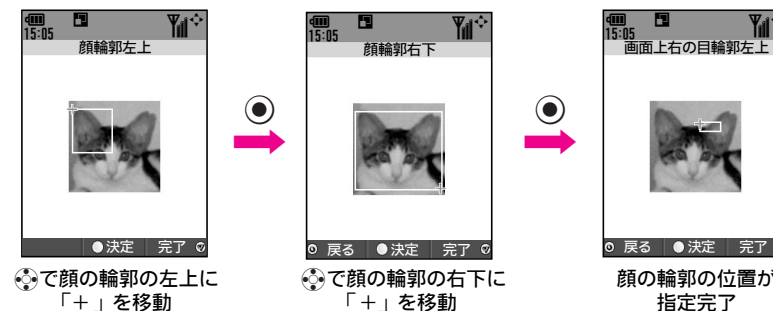 15:05
顔輪郭左上
決定 完了
で顔の輪郭の左上に
「+」を移動
15:05
顔輪郭右下
戻る 決定 完了
で顔の輪郭の右下に
「+」を移動
15:05
画面上右の目輪郭左上
戻る 決定 完了
顔の輪郭の位置が
指定完了